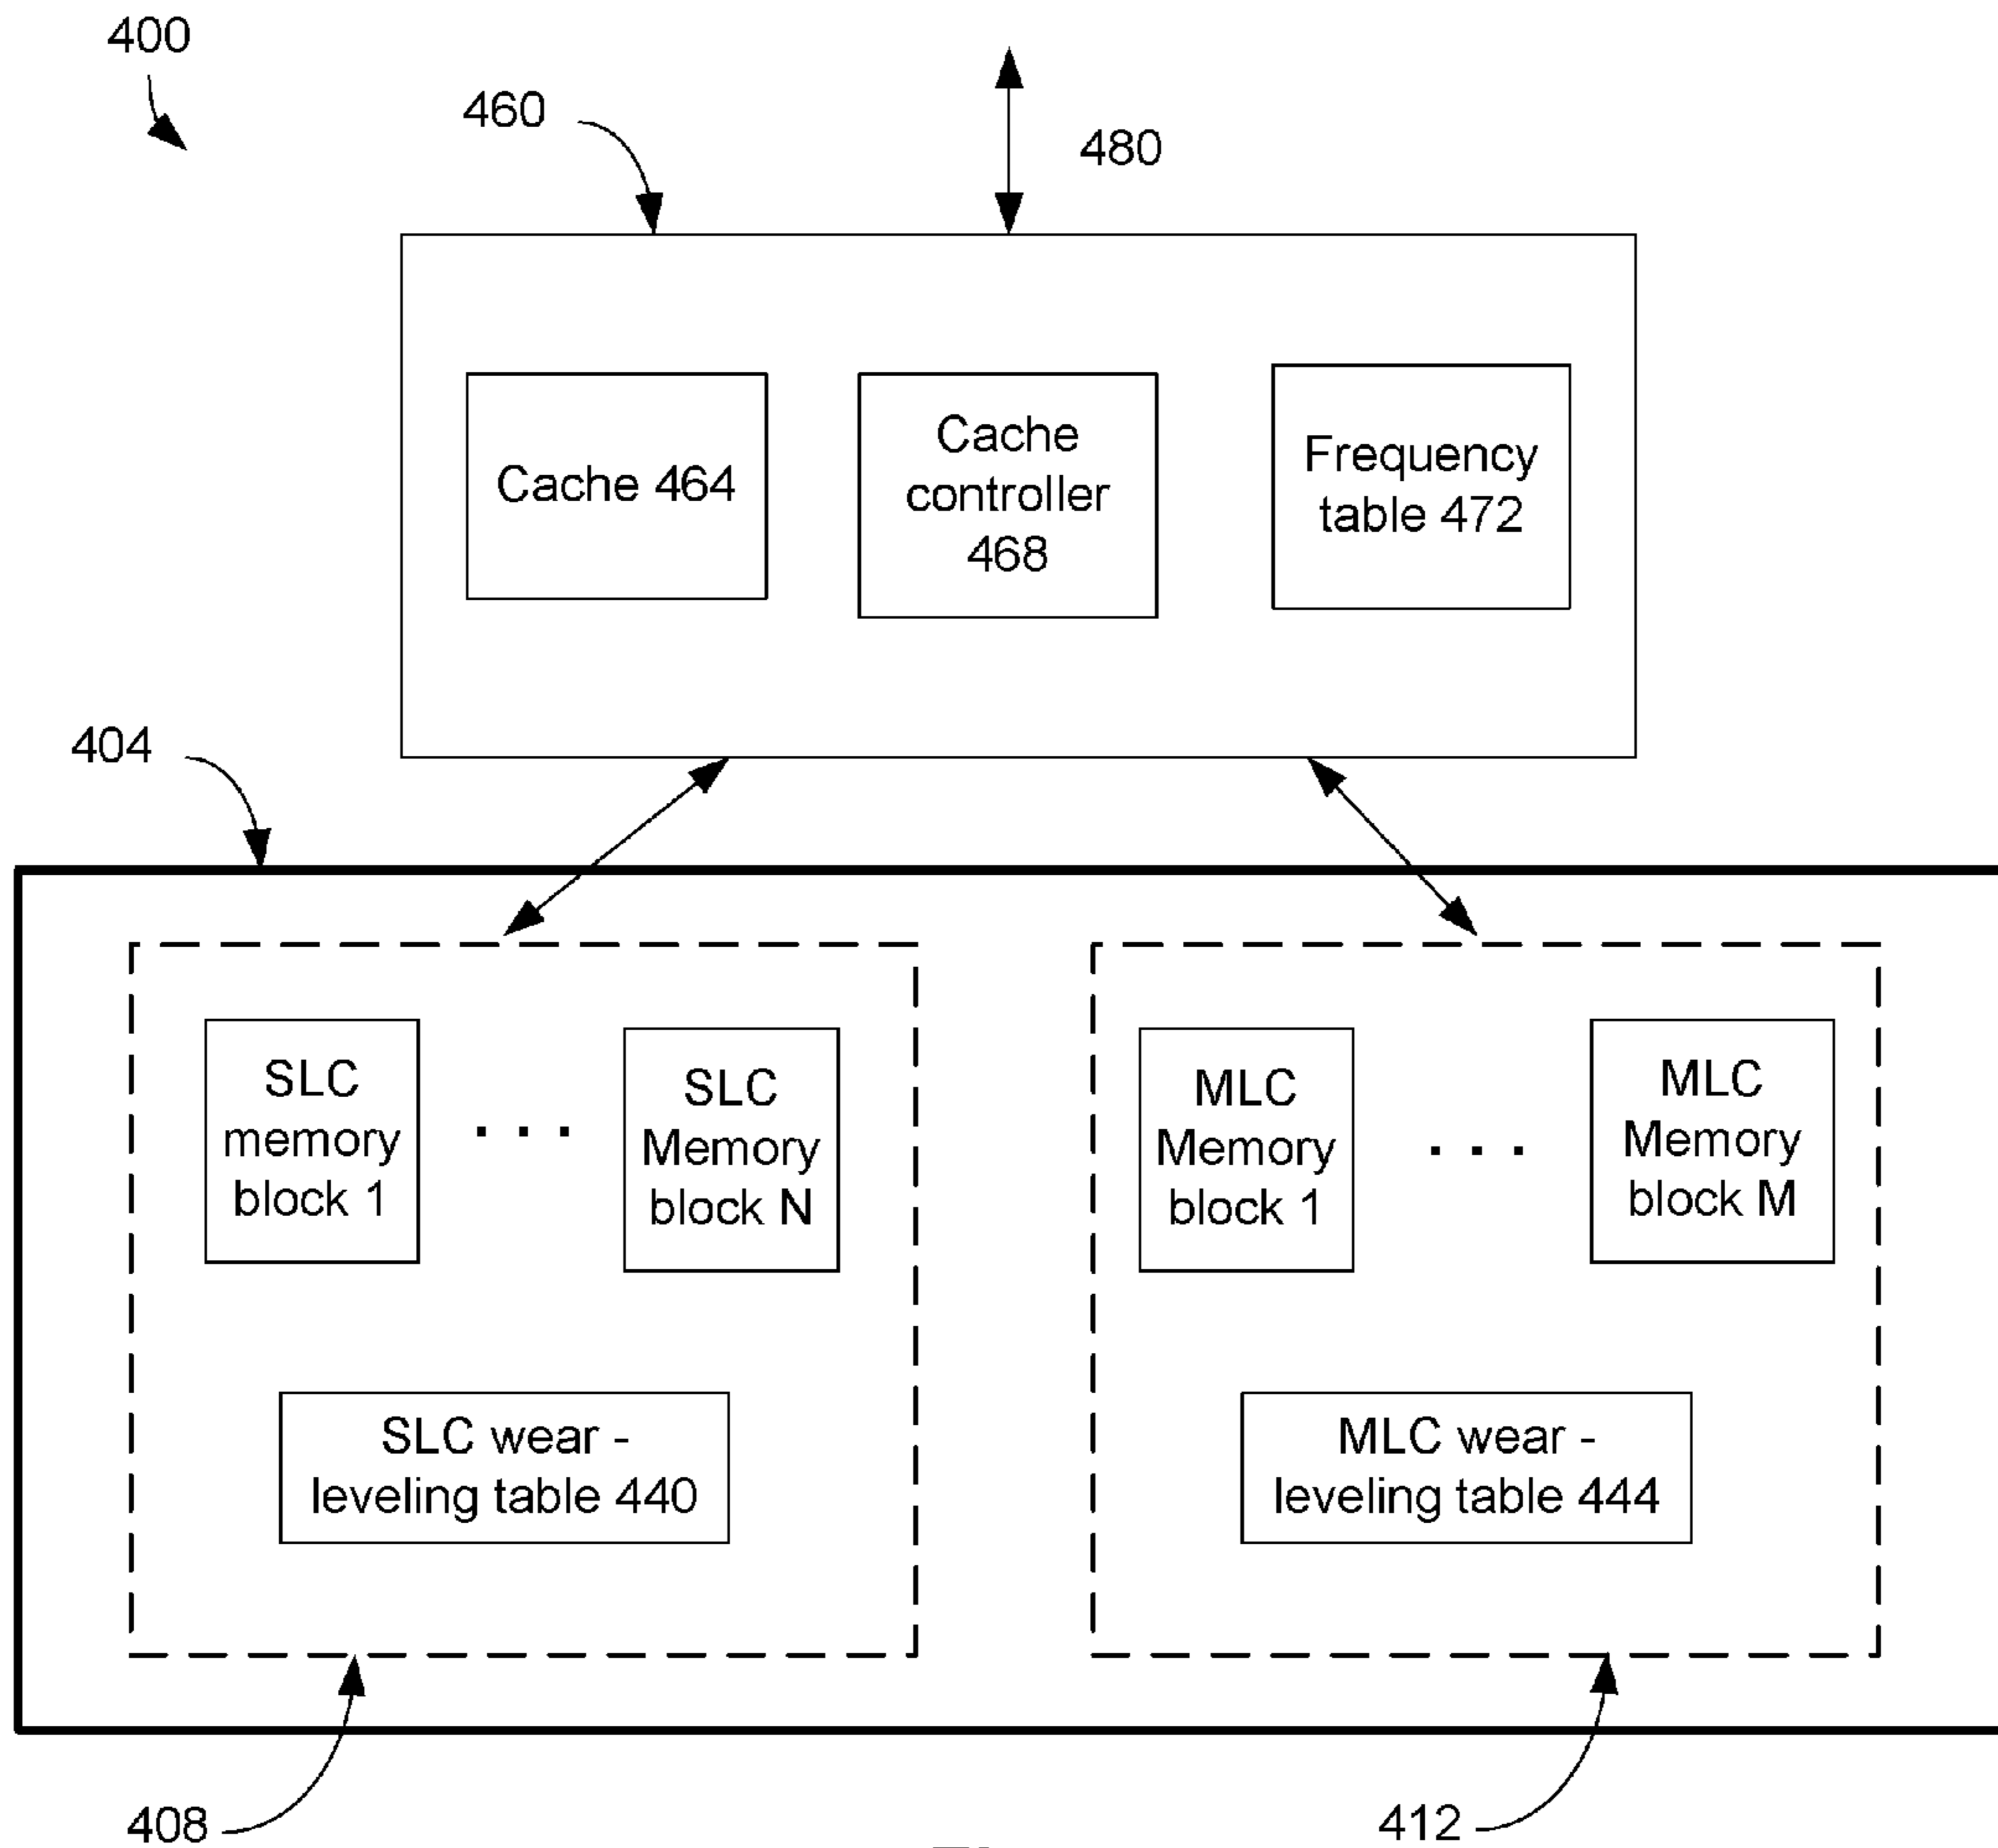 400
460
480
Cache 464
Cache
controller
468
Frequency
table 472
404
SLC
memory
block 1
. . .
SLC
Memory
block N
MLC
Memory
block 1
. . .
MLC
Memory
block M
SLC wear -
leveling table 440
MLC wear -
leveling table 444
408
412